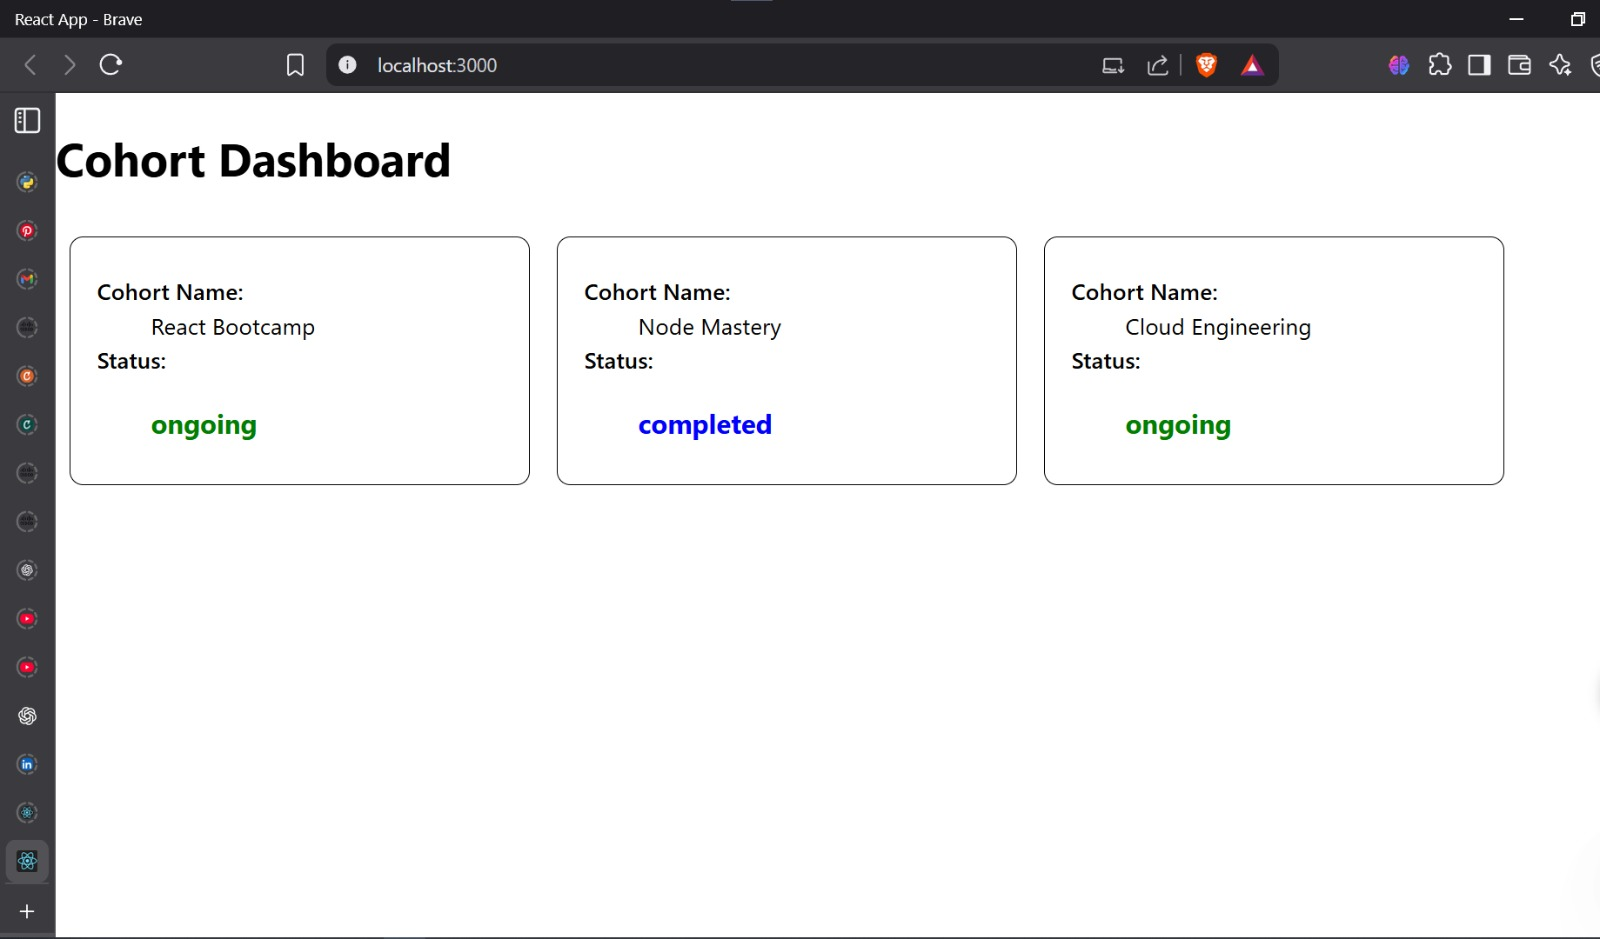 React App - Brave
localhost:3000
Cohort Dashboard
Cohort Name:
React Bootcamp
Status:
ongoing
Cohort Name:
Node Mastery
Status:
completed
Cohort Name:
Cloud Engineering
Status:
ongoing